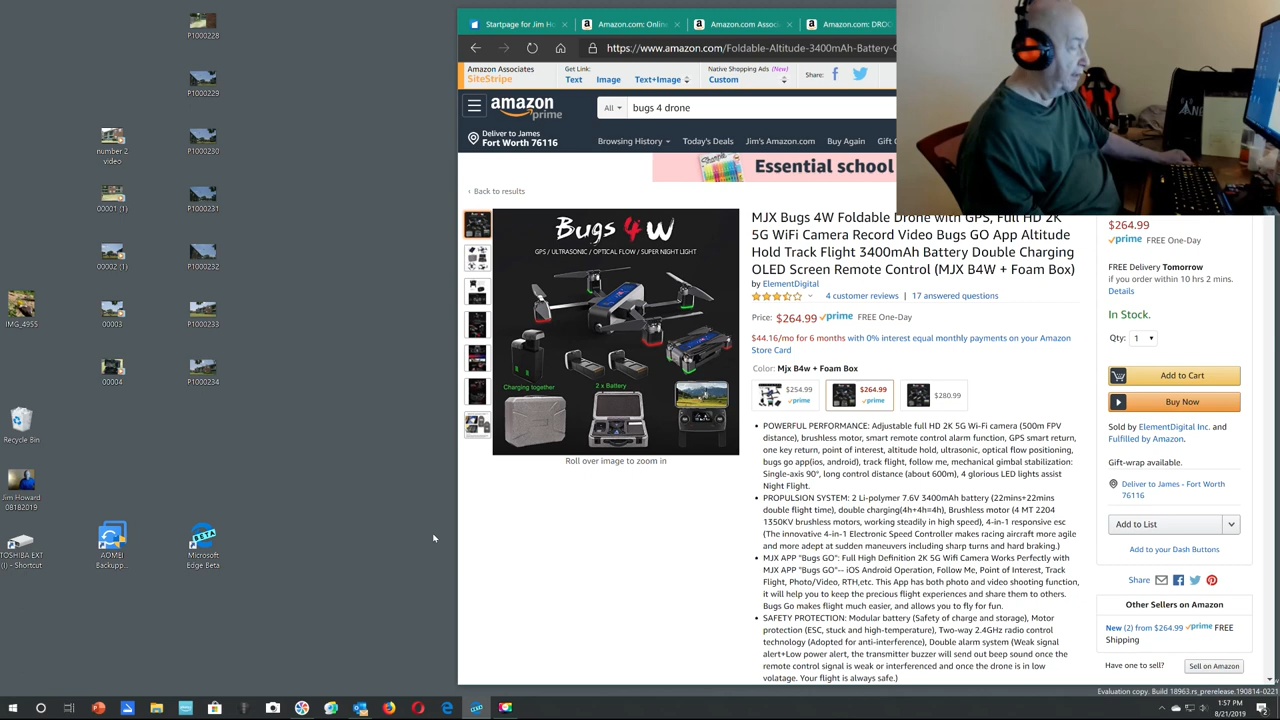 P1000228
P1000229
number 2
video
P1000230
00001 (1)
P1000231
00002 (1)
P1000232
IMG_4955
00003
P1000233
00004
P1000234
Recycle Bin
Jim Howard
08182019
TOSHIBA EXT
(I) - Shortcut
AOMEI
Backupp...
Microsoft
Edge Beta
Startpage for Jim Ho
Amazon.com: Onlin
Amazon.com Assoc
Amazon.com: DROC
https://www.amazon.com/Foldable-Altitude-3400mAh-Battery-C
Amazon Associates
SiteStripe
Get Link:
Text
Image
Text+Image
Native Shopping Ads (New)
Custom
Share:
amazon
prime
All
bugs 4 drone
Deliver to James
Fort Worth 76116
Browsing History
Today's Deals
Jim's Amazon.com
Buy Again
Gift C
Essential school
‹ Back to results
Bugs 4 W
GPS / ULTRASONIC / OPTICAL FLOW / SUPER NIGHT LIGHT
Charging together
2 x Battery
Roll over image to zoom in
MJX Bugs 4W Foldable Drone with GPS, Full HD 2K
5G WiFi Camera Record Video Bugs GO App Altitude
Hold Track Flight 3400mAh Battery Double Charging
OLED Screen Remote Control (MJX B4W + Foam Box)
by ElementDigital
4 customer reviews | 17 answered questions
Price: $264.99 prime FREE One-Day
$44.16/mo for 6 months with 0% interest equal monthly payments on your Amazon
Store Card
Color: Mjx B4w + Foam Box
$254.99
prime
$264.99
prime
$280.99
• POWERFUL PERFORMANCE: Adjustable full HD 2K 5G Wi-Fi camera (500m FPV
distance), brushless motor, smart remote control alarm function, GPS smart return,
one key return, point of interest, altitude hold, ultrasonic, optical flow positioning,
bugs go app(ios, android), track flight, follow me, mechanical gimbal stabilization:
Single-axis 90°, long control distance (about 600m), 4 glorious LED lights assist
Night Flight.
• PROPULSION SYSTEM: 2 Li-polymer 7.6V 3400mAh battery (22mins+22mins
double flight time), double charging(4h+4h=4h), Brushless motor (4 MT 2204
1350KV brushless motors, working steadily in high speed), 4-in-1 responsive esc
(The innovative 4-in-1 Electronic Speed Controller makes racing aircraft more agile
and more adept at sudden maneuvers including sharp turns and hard braking.)
• MJX APP "Bugs GO": Full High Definition 2K 5G Wifi Camera Works Perfectly with
MJX APP "Bugs GO"-- iOS Android Operation, Follow Me, Point of Interest, Track
Flight, Photo/Video, RTH,etc. This App has both photo and video shooting function,
it will help you to keep the precious flight experiences and share them to others.
Bugs Go makes flight much easier, and allows you to fly for fun.
• SAFETY PROTECTION: Modular battery (Safety of charge and storage), Motor
protection (ESC, stuck and high-temperature), Two-way 2.4GHz radio control
technology (Adopted for anti-interference), Double alarm system (Weak signal
alert+Low power alert, the transmitter buzzer will send out beep sound once the
remote control signal is weak or interfered and once the drone is in low
volatage. Your flight is always safe.)
$264.99
prime FREE One-Day
FREE Delivery Tomorrow
if you order within 10 hrs 2 mins.
Details
In Stock.
Qty: 1
Add to Cart
Buy Now
Sold by ElementDigital Inc. and
Fulfilled by Amazon.
Gift-wrap available.
Deliver to James - Fort Worth
76116
Add to List
Add to your Dash Buttons
Share
Other Sellers on Amazon
New (2) from $264.99 prime FREE
Shipping
Have one to sell?
Sell on Amazon
Evaluation copy. Build 18963.rs_prerelease.190814-0221
1:57 PM
8/21/2019